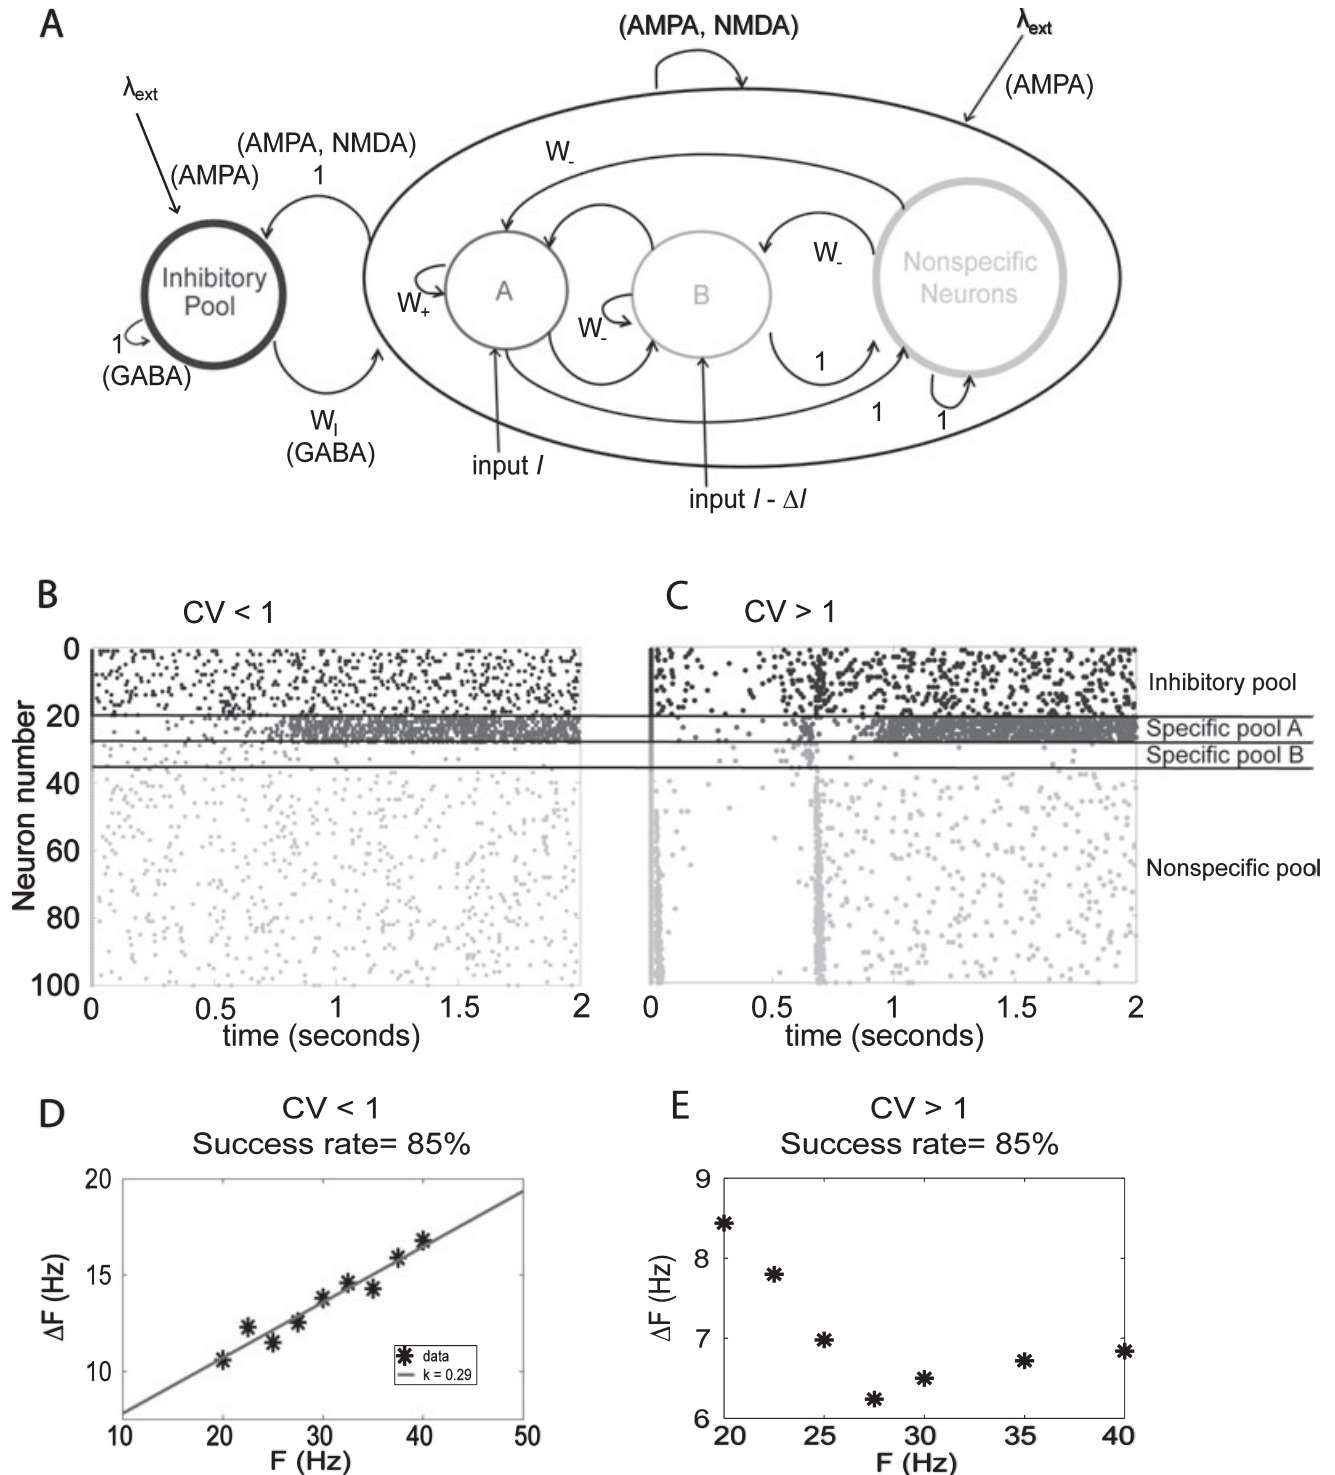 A
(AMPA, NMDA)
λext
(AMPA)
λext
(AMPA, NMDA)
(AMPA)
1
W-
Inhibitory
Pool
1
(GABA)
WI
(GABA)
W+
A
W-
B
W-
Nonspecific
Neurons
1
1
1
input I
input I - ΔI
B
CV < 1
C
CV > 1
Neuron number
0
20
40
60
80
100
0
0.5
1
1.5
2
time (seconds)
0
0.5
1
1.5
2
time (seconds)
Inhibitory pool
Specific pool A
Specific pool B
Nonspecific pool
D
CV < 1
Success rate= 85%
ΔF (Hz)
20
15
10
data
k = 0.29
10
20
30
40
50
F (Hz)
E
CV > 1
Success rate= 85%
ΔF (Hz)
9
8
7
6
20
25
30
35
40
F (Hz)